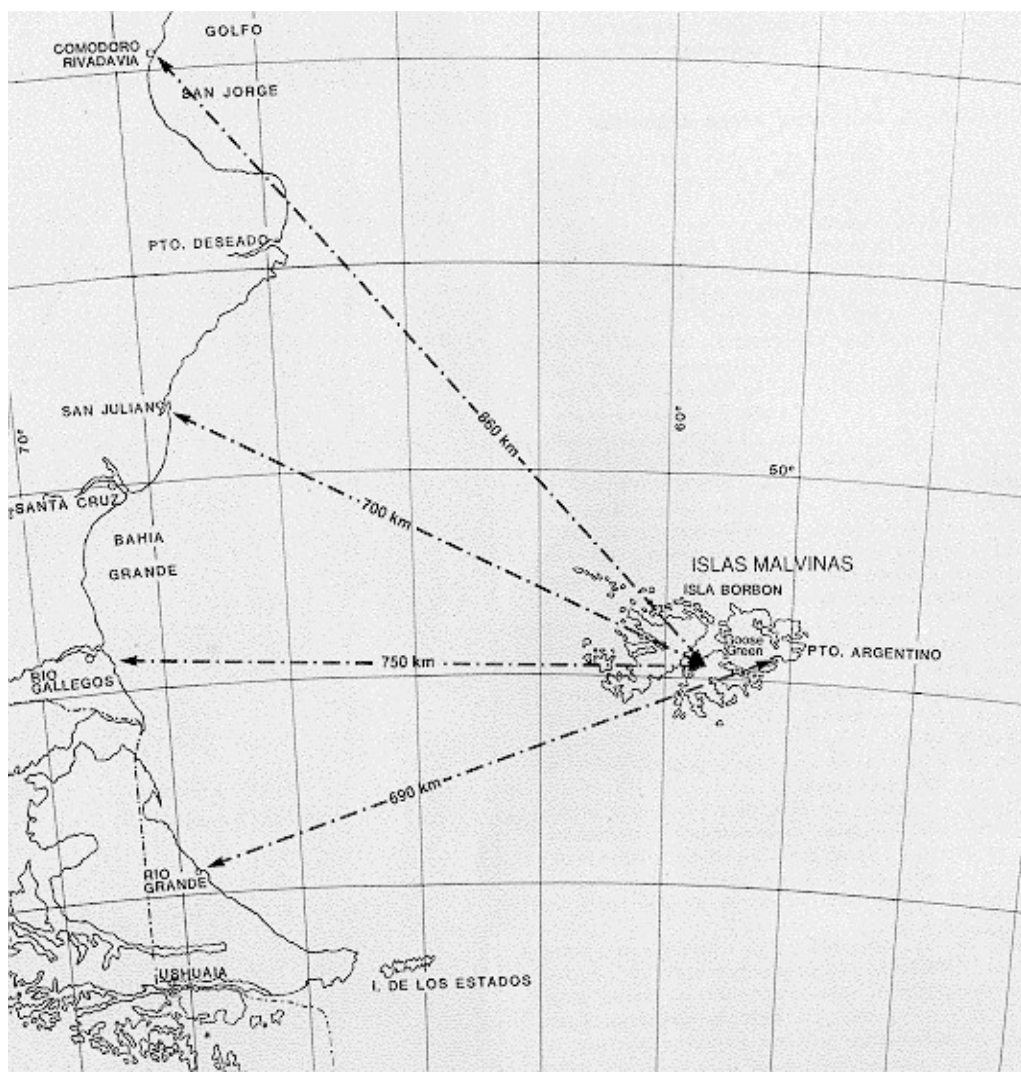 GOLFO
COMODORO
RIVADAVIA
SAN JORGE
PTO. DESEADO
860 km
60°
SAN JULIAN
70°
50°
SANTA CRUZ
700 km
BAHIA
GRANDE
ISLAS MALVINAS
ISLA BORBON
Goose
Green
PTO. ARGENTINO
750 km
RIO
GALLEGOS
690 km
RIO
GRANDE
USHUAIA
I. DE LOS ESTADOS